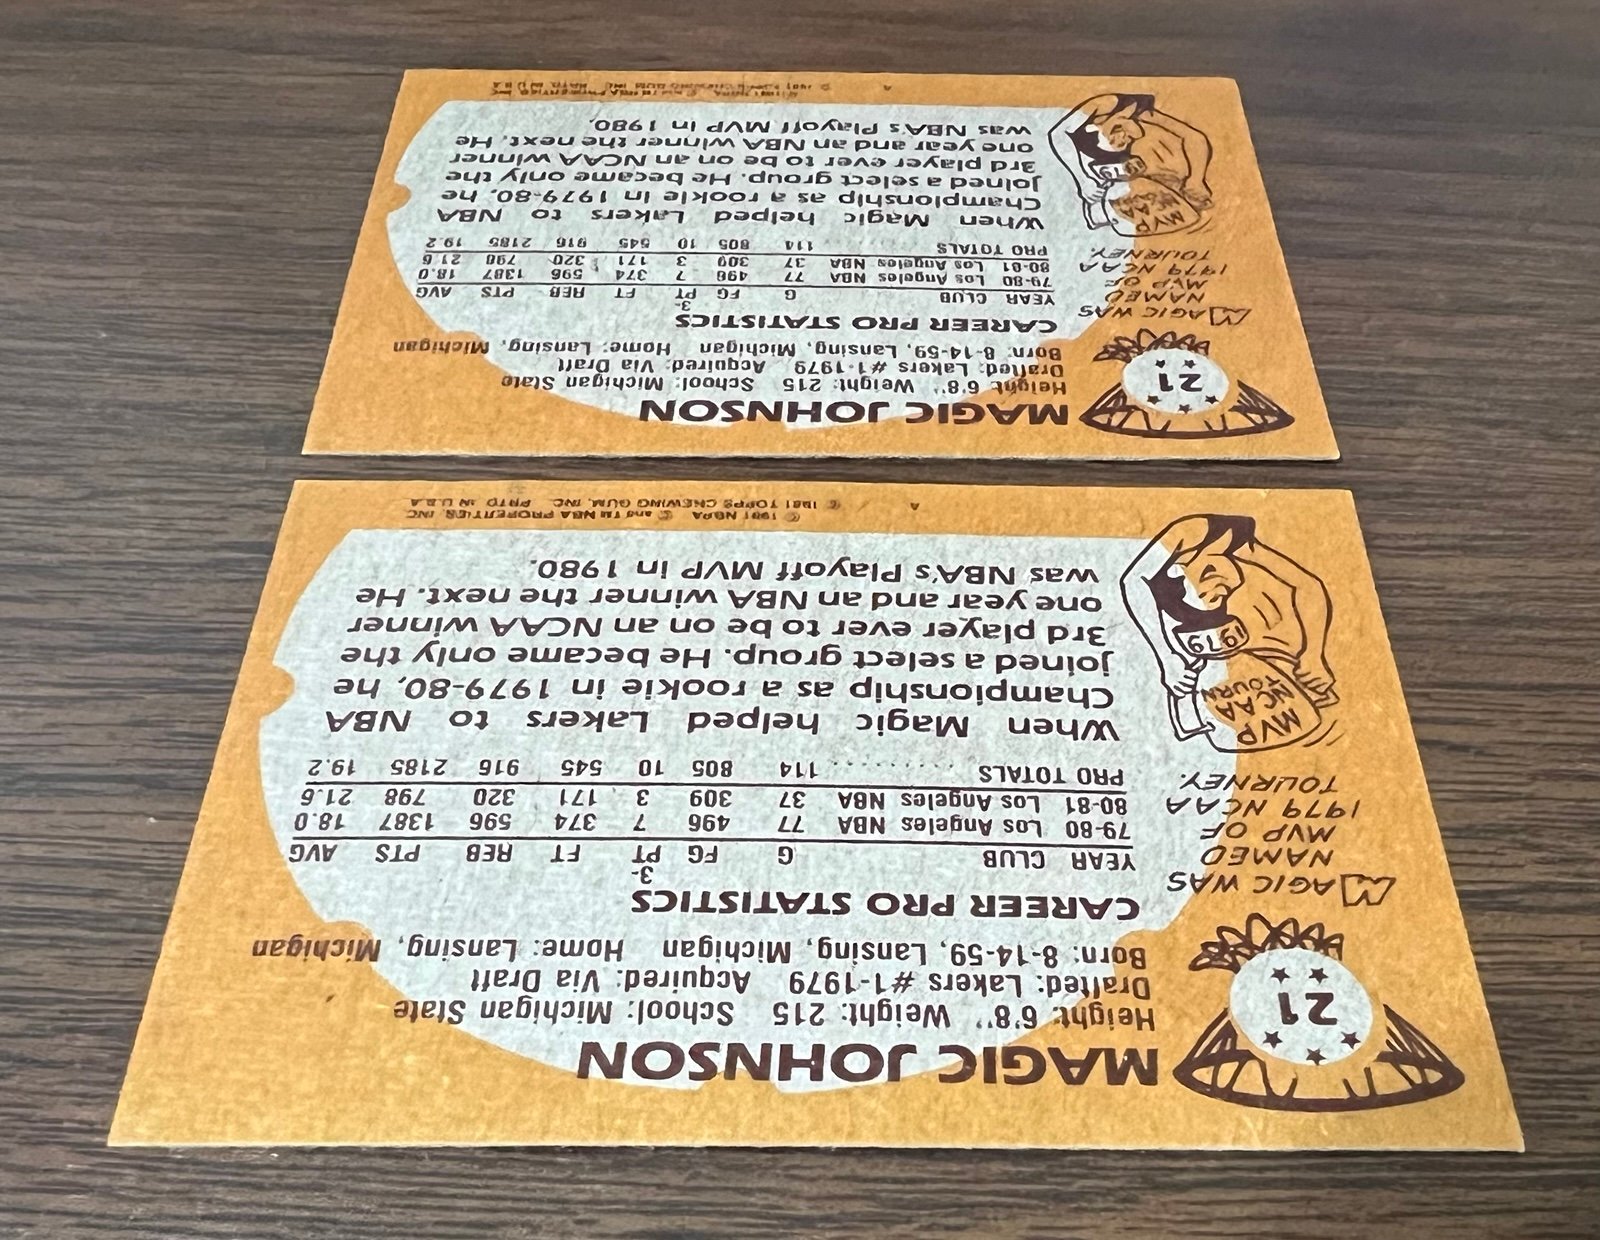 21
MAGIC JOHNSON
Height: 6'8" Weight: 215 School: Michigan State
Drafted: Lakers #1-1979 Acquired: Via Draft
Born: 8-14-59, Lansing, Michigan Home: Lansing, Michigan
CAREER PRO STATISTICS
YEAR CLUB G FG 3-PT FT REB PTS AVG
79-80 Los Angeles NBA 77 496 7 374 596 1387 18.0
80-81 Los Angeles NBA 37 309 3 171 320 798 21.6
PRO TOTALS 114 805 10 545 916 2185 19.2
When Magic helped Lakers to NBA
Championship as a rookie in 1979-80, he
joined a select group. He became only the
3rd player ever to be on an NCAA winner
one year and an NBA winner the next. He
was NBA's Playoff MVP in 1980.
MAGIC WAS
NAMED
MVP OF
1979 NCAA
TOURNEY.
MVP
NCAA
TOURN
1979
© 1981 NBPA © and TM NBA PROPERTIES, INC.
© 1981 TOPPS CHEWING GUM, INC. PRTD. IN U.S.A.
A
21
MAGIC JOHNSON
Height: 6'8" Weight: 215 School: Michigan State
Drafted: Lakers #1-1979 Acquired: Via Draft
Born: 8-14-59, Lansing, Michigan Home: Lansing, Michigan
CAREER PRO STATISTICS
YEAR CLUB G FG 3-PT FT REB PTS AVG
79-80 Los Angeles NBA 77 496 7 374 596 1387 18.0
80-81 Los Angeles NBA 37 309 3 171 320 798 21.6
PRO TOTALS 114 805 10 545 916 2185 19.2
When Magic helped Lakers to NBA
Championship as a rookie in 1979-80, he
joined a select group. He became only the
3rd player ever to be on an NCAA winner
one year and an NBA winner the next. He
was NBA's Playoff MVP in 1980.
MAGIC WAS
NAMED
MVP OF
1979 NCAA
TOURNEY.
MVP
NCAA
1979
A